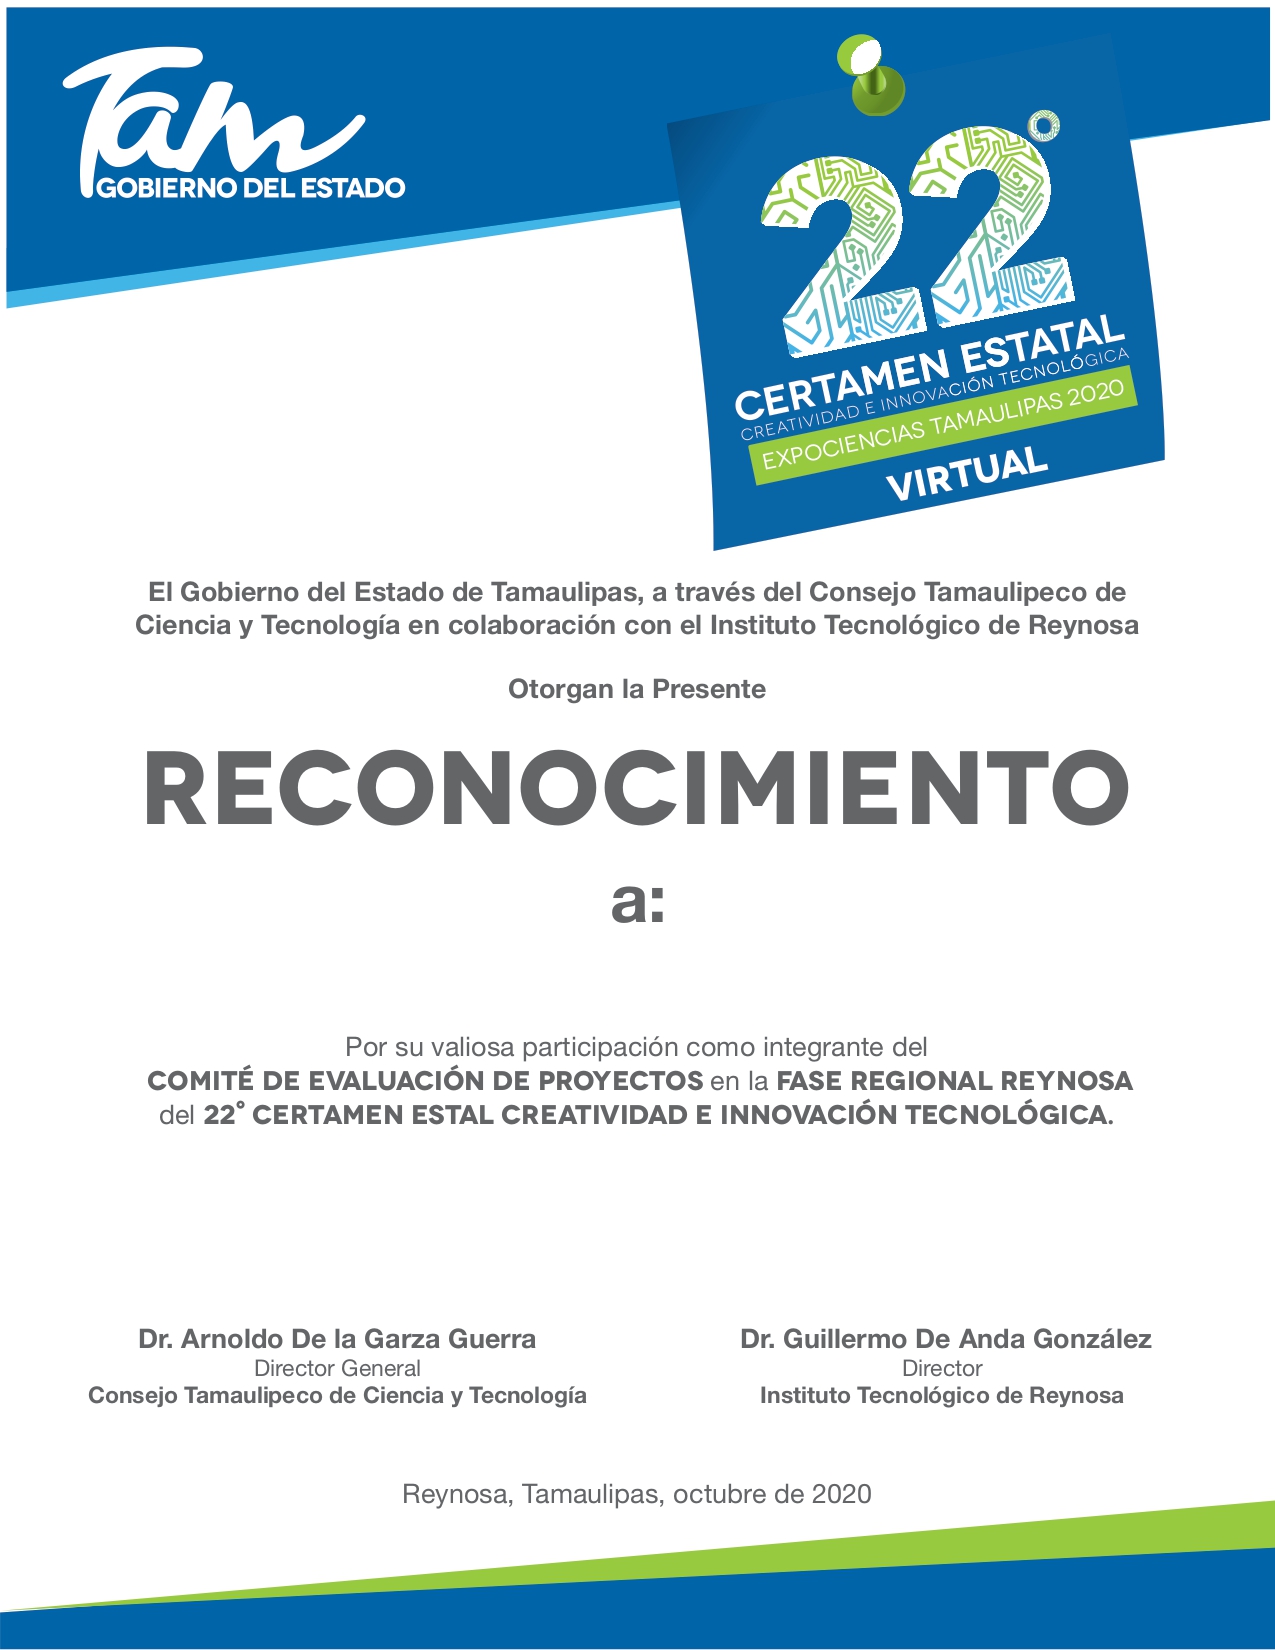 Tam
GOBIERNO DEL ESTADO
22°
CERTAMEN ESTATAL
CREATIVIDAD E INNOVACIÓN TECNOLÓGICA
EXPOCIENCIAS TAMAULIPAS 2020
VIRTUAL
El Gobierno del Estado de Tamaulipas, a través del Consejo Tamaulipeco de
Ciencia y Tecnología en colaboración con el Instituto Tecnológico de Reynosa
Otorgan la Presente
RECONOCIMIENTO
a:
Por su valiosa participación como integrante del
COMITÉ DE EVALUACIÓN DE PROYECTOS en la FASE REGIONAL REYNOSA
del 22° CERTAMEN ESTAL CREATIVIDAD E INNOVACIÓN TECNOLÓGICA.
Dr. Arnoldo De la Garza Guerra
Director General
Consejo Tamaulipeco de Ciencia y Tecnología
Dr. Guillermo De Anda González
Director
Instituto Tecnológico de Reynosa
Reynosa, Tamaulipas, octubre de 2020